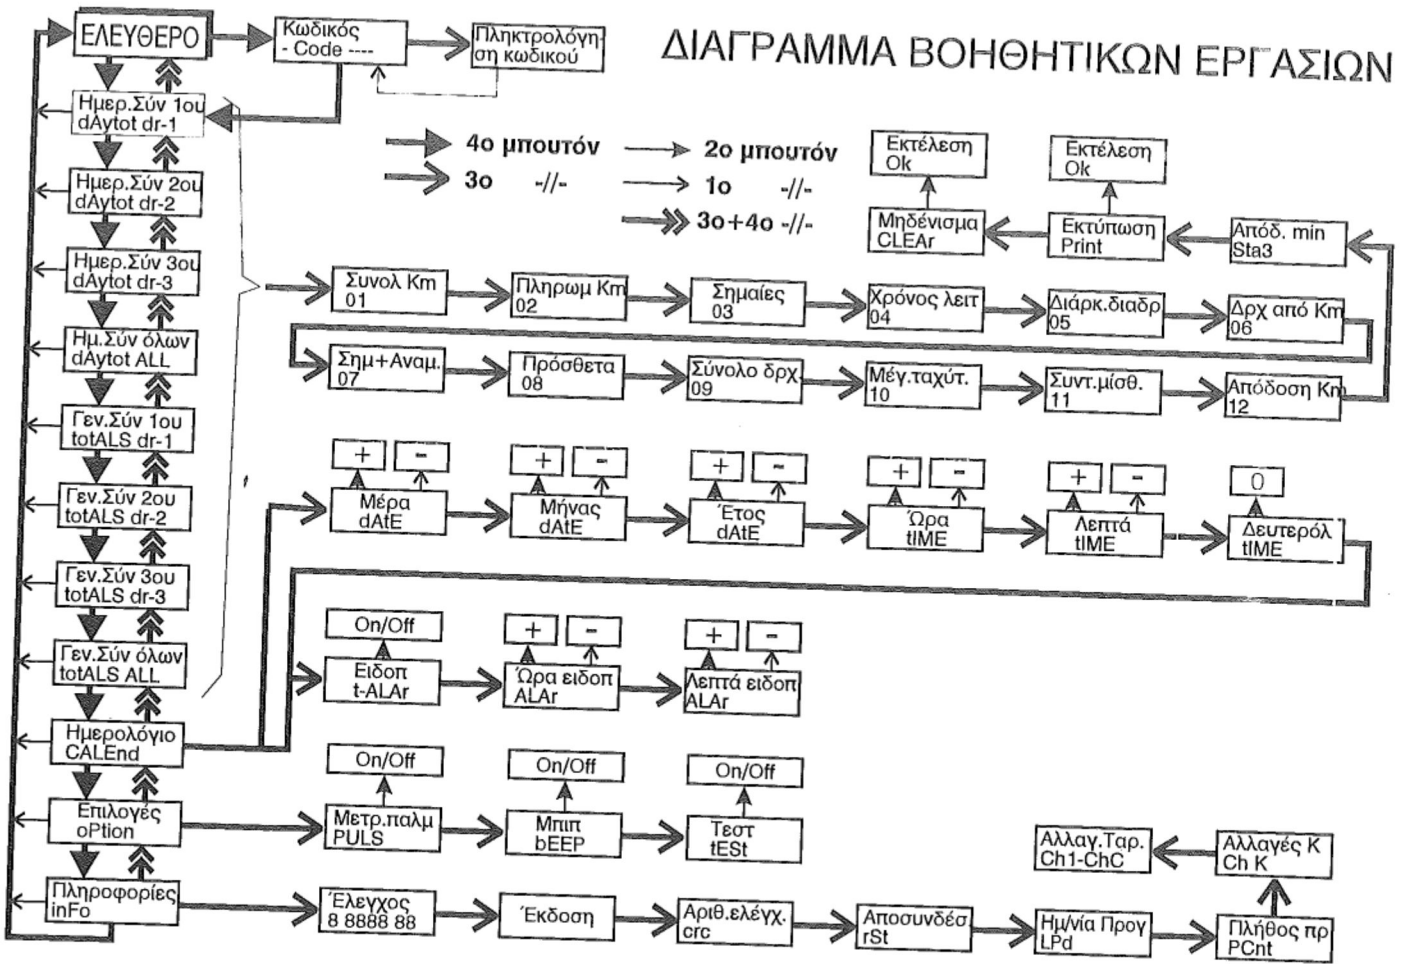 ΔΙΑΓΡΑΜΜΑ ΒΟΗΘΗΤΙΚΩΝ ΕΡΓΑΣΙΩΝ
ΕΛΕΥΘΕΡΟ
Κωδικός
- Code ----
Πληκτρολόγη
ση κωδικού
Ημερ.Σύν 1ου
dAytot dr-1
Ημερ.Σύν 2ου
dAytot dr-2
Ημερ.Σύν 3ου
dAytot dr-3
Ημ.Σύν όλων
dAytot ALL
Γεν.Σύν 1ου
totALS dr-1
Γεν.Σύν 2ου
totALS dr-2
Γεν.Σύν 3ου
totALS dr-3
Γεν.Σύν όλων
totALS ALL
Ημερολόγιο
CALEnd
Επιλογές
oPtion
Πληροφορίες
inFo
4ο μπουτόν
2ο μπουτόν
3ο -//-
1ο -//-
3ο+4ο -//-
Εκτέλεση
Ok
Εκτέλεση
Ok
Μηδένισμα
CLEAr
Εκτύπωση
Print
Απόδ. min
Sta3
Συνολ Km
01
Πληρωμ Km
02
Σημαίες
03
Χρόνος λειτ
04
Διάρκ.διαδρ
05
Δρχ από Km
06
Σημ+Αναμ.
07
Πρόσθετα
08
Σύνολο δρχ
09
Μέγ.ταχύτ.
10
Συντ.μίσθ.
11
Απόδοση Km
12
+ -
+ -
+ -
+ -
+ -
0
Μέρα
dAtE
Μήνας
dAtE
Έτος
dAtE
Ώρα
tIME
Λεπτά
tIME
Δευτερόλ
tIME
On/Off
+ -
+ -
Ειδοπ
t-ALAr
Ώρα ειδοπ
ALAr
Λεπτά ειδοπ
ALAr
On/Off
On/Off
On/Off
Μετρ.παλμ
PULS
Μπιπ
bEEP
Τεστ
tESt
Αλλαγ.Ταρ.
Ch1-ChC
Αλλαγές Κ
Ch K
Έλεγχος
8 8888 88
Έκδοση
Αριθ.ελέγχ.
crc
Αποσυνδέσ
rSt
Ημ/νία Προγ
LPd
Πλήθος πρ
PCnt